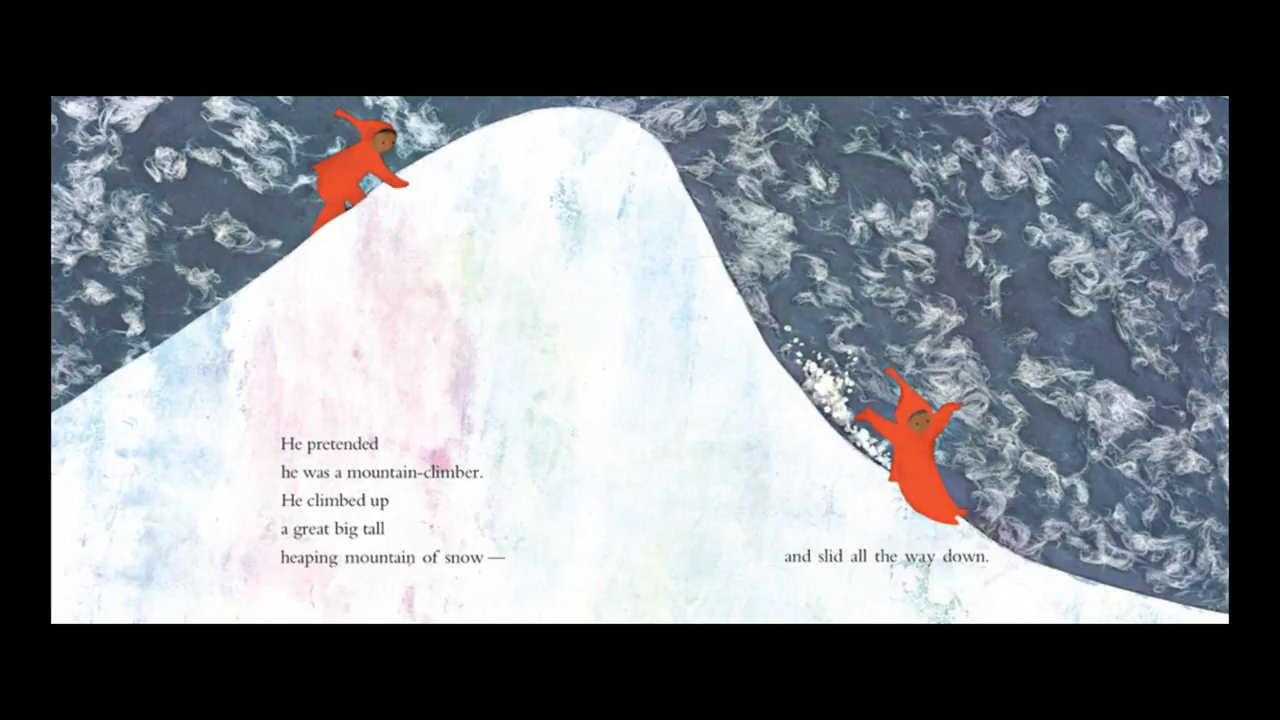 He pretended
he was a mountain-climber.
He climbed up
a great big tall
heaping mountain of snow —
and slid all the way down.